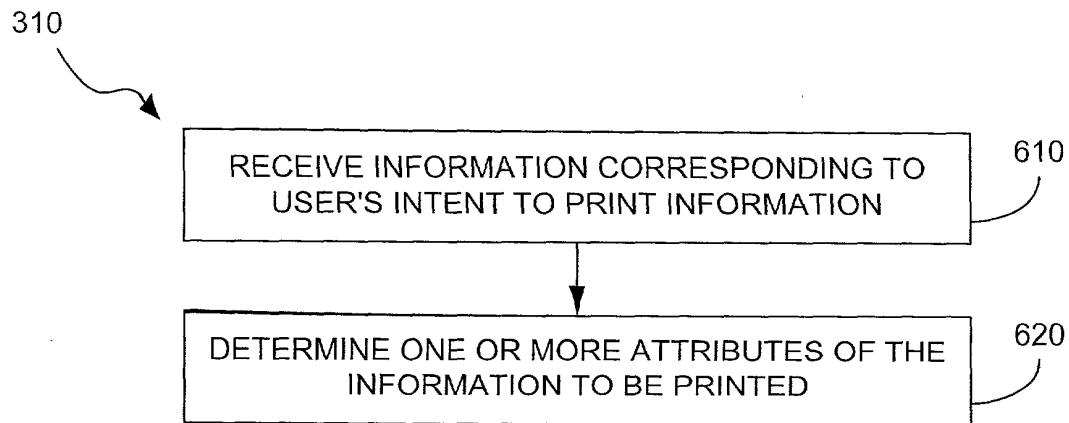 310
RECEIVE INFORMATION CORRESPONDING TO
USER'S INTENT TO PRINT INFORMATION
610
DETERMINE ONE OR MORE ATTRIBUTES OF THE
INFORMATION TO BE PRINTED
620